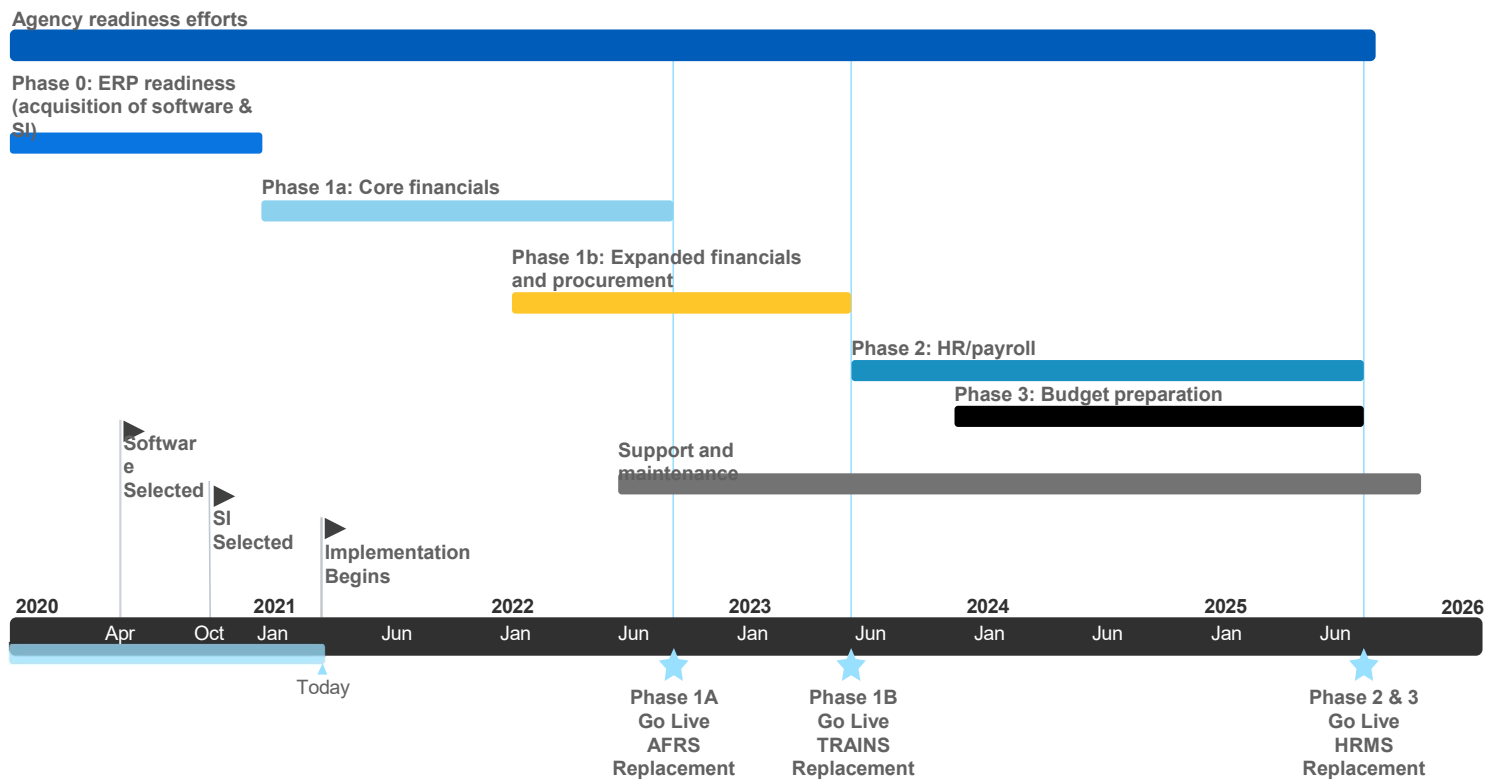 Agency readiness efforts
Phase 0: ERP readiness
(acquisition of software &
SI)
Phase 1a: Core financials
Phase 1b: Expanded financials
and procurement
Phase 2: HR/payroll
Phase 3: Budget preparation
Support and
maintenance
Softwar
e
Selected
SI
Selected
Implementation
Begins
2020 2021 2022 2023 2024 2025 2026
Apr Oct Jan Jun Jan Jun Jan Jun Jan Jun Jan Jun
Today
Phase 1A
Go Live
AFRS
Replacement
Phase 1B
Go Live
TRAINS
Replacement
Phase 2 & 3
Go Live
HRMS
Replacement